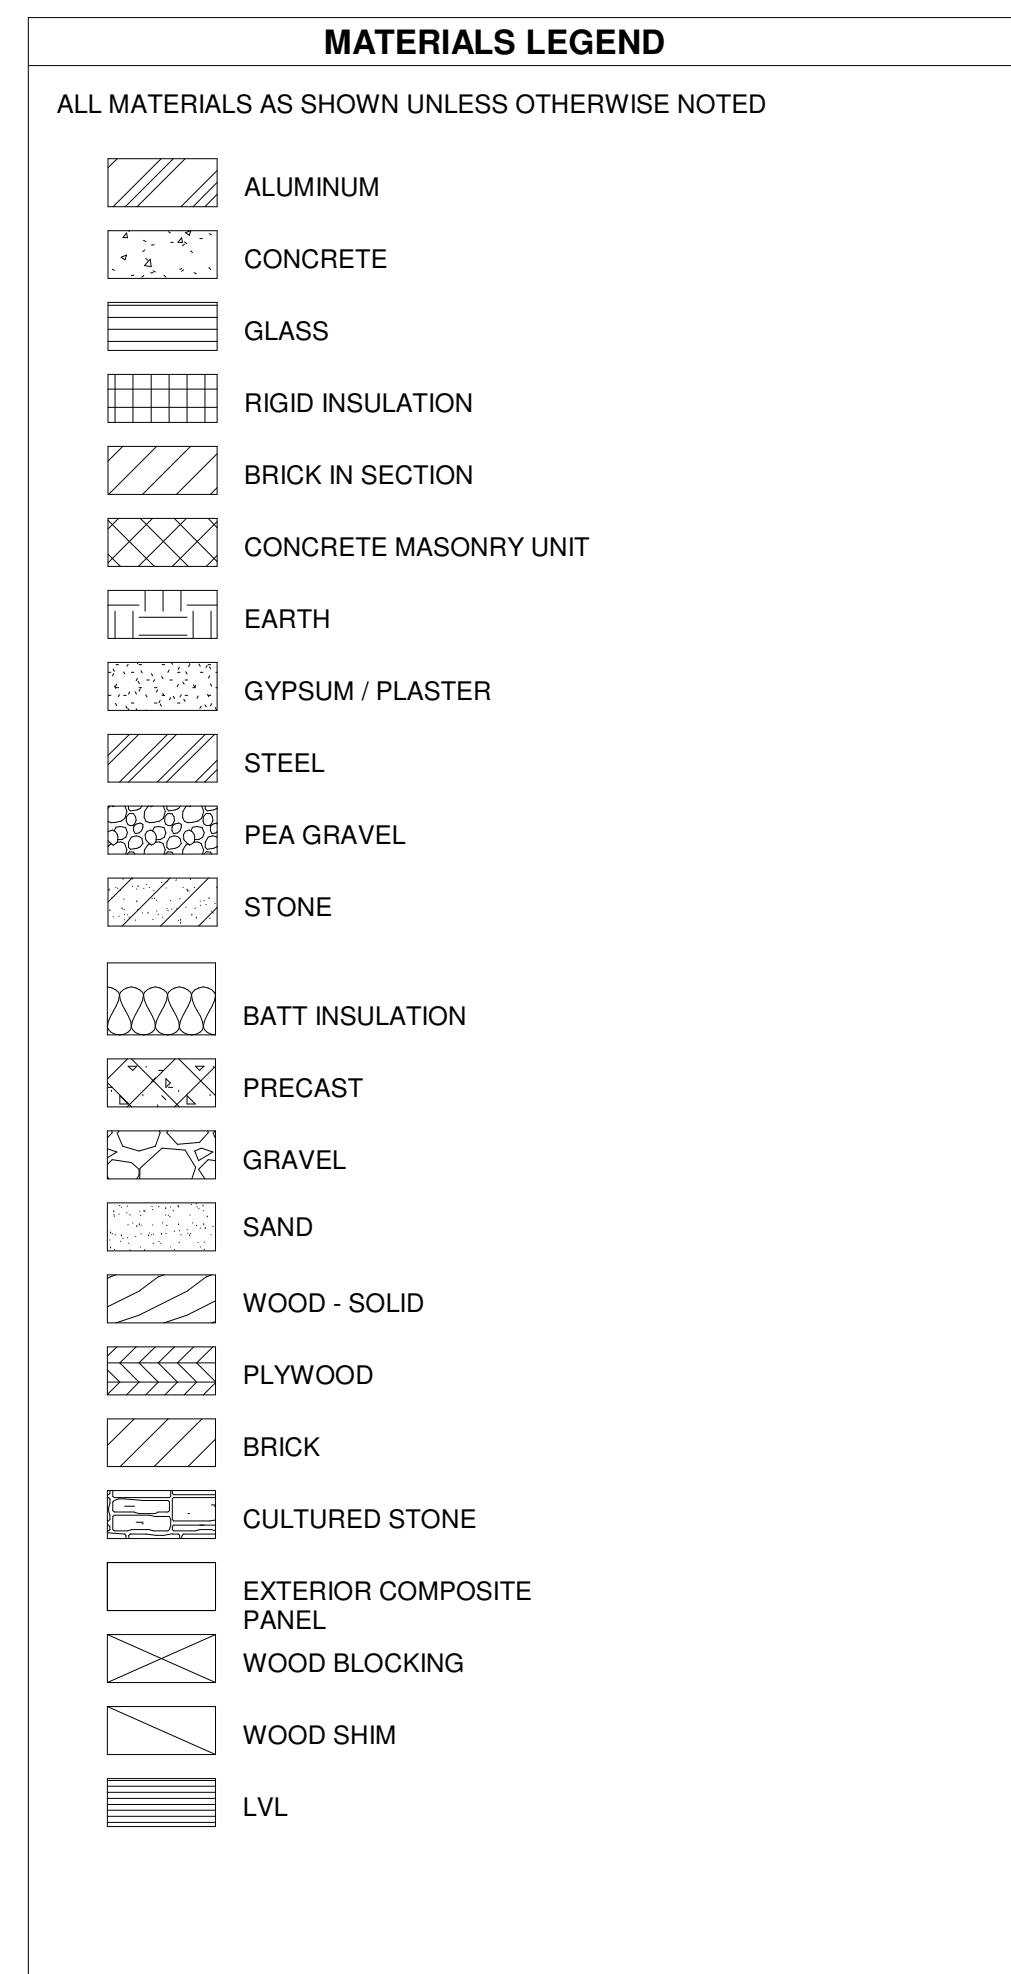 MATERIALS LEGEND
ALL MATERIALS AS SHOWN UNLESS OTHERWISE NOTED
ALUMINUM
CONCRETE
GLASS
RIGID INSULATION
BRICK IN SECTION
CONCRETE MASONRY UNIT
EARTH
GYPSUM / PLASTER
STEEL
PEA GRAVEL
STONE
BATT INSULATION
PRECAST
GRAVEL
SAND
WOOD - SOLID
PLYWOOD
BRICK
CULTURED STONE
EXTERIOR COMPOSITE
PANEL
WOOD BLOCKING
WOOD SHIM
LVL